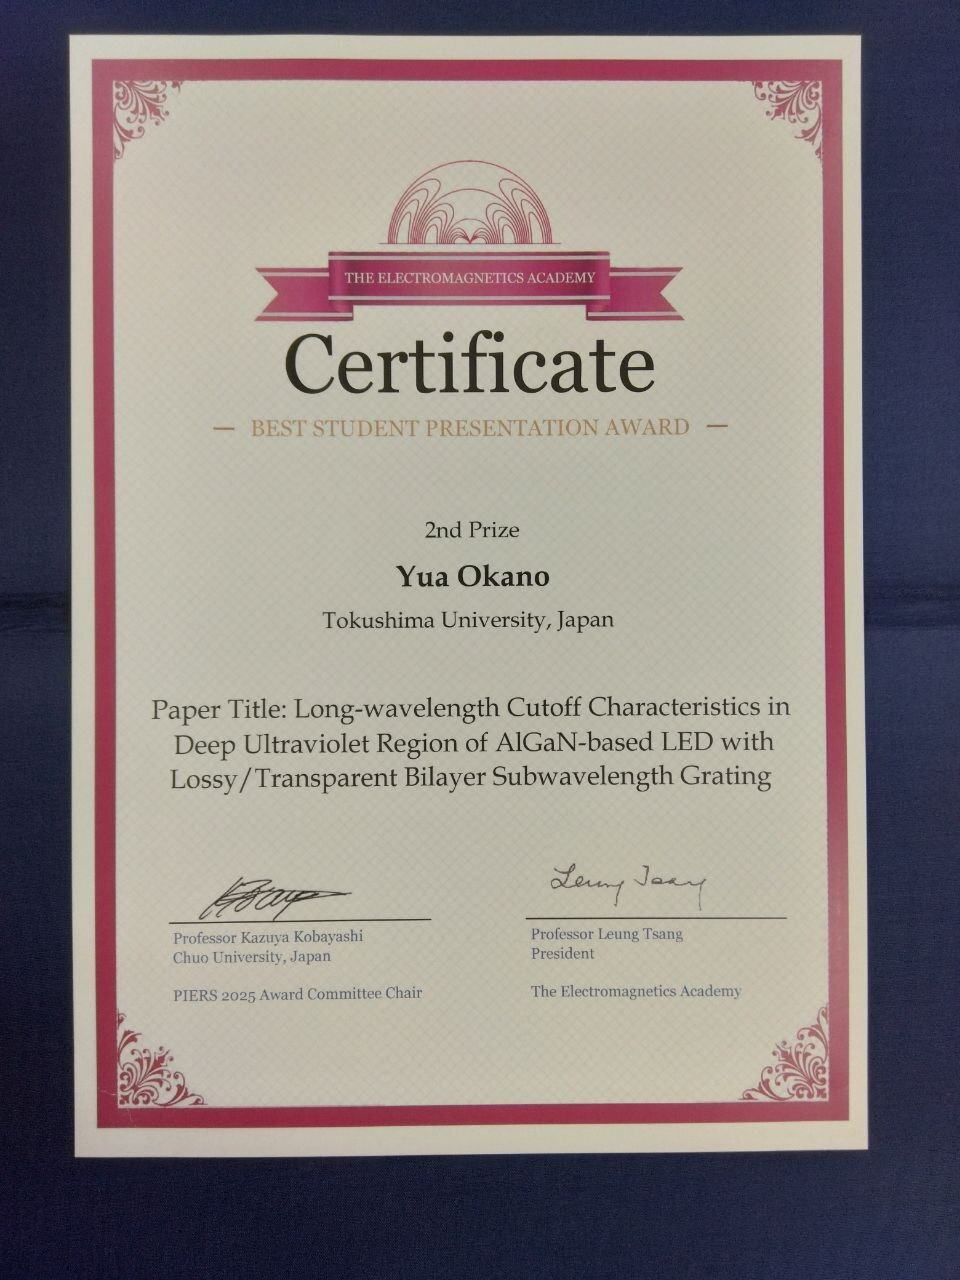 THE ELECTROMAGNETICS ACADEMY
Certificate
— BEST STUDENT PRESENTATION AWARD —
2nd Prize
Yua Okano
Tokushima University, Japan
Paper Title: Long-wavelength Cutoff Characteristics in
Deep Ultraviolet Region of AlGaN-based LED with
Lossy/Transparent Bilayer Subwavelength Grating
Leung Tsang
Professor Kazuya Kobayashi
Chuo University, Japan
PIERS 2025 Award Committee Chair
Professor Leung Tsang
President
The Electromagnetics Academy